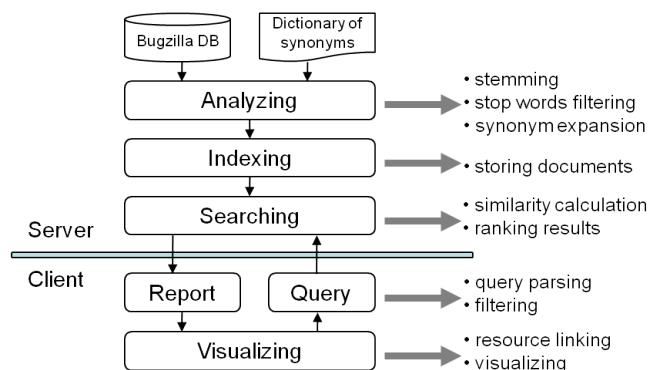 Bugzilla DB
Dictionary of
synonyms
Analyzing
• stemming
• stop words filtering
• synonym expansion
Indexing
• storing documents
Searching
• similarity calculation
• ranking results
Server
Client
Report
Query
• query parsing
• filtering
Visualizing
• resource linking
• visualizing